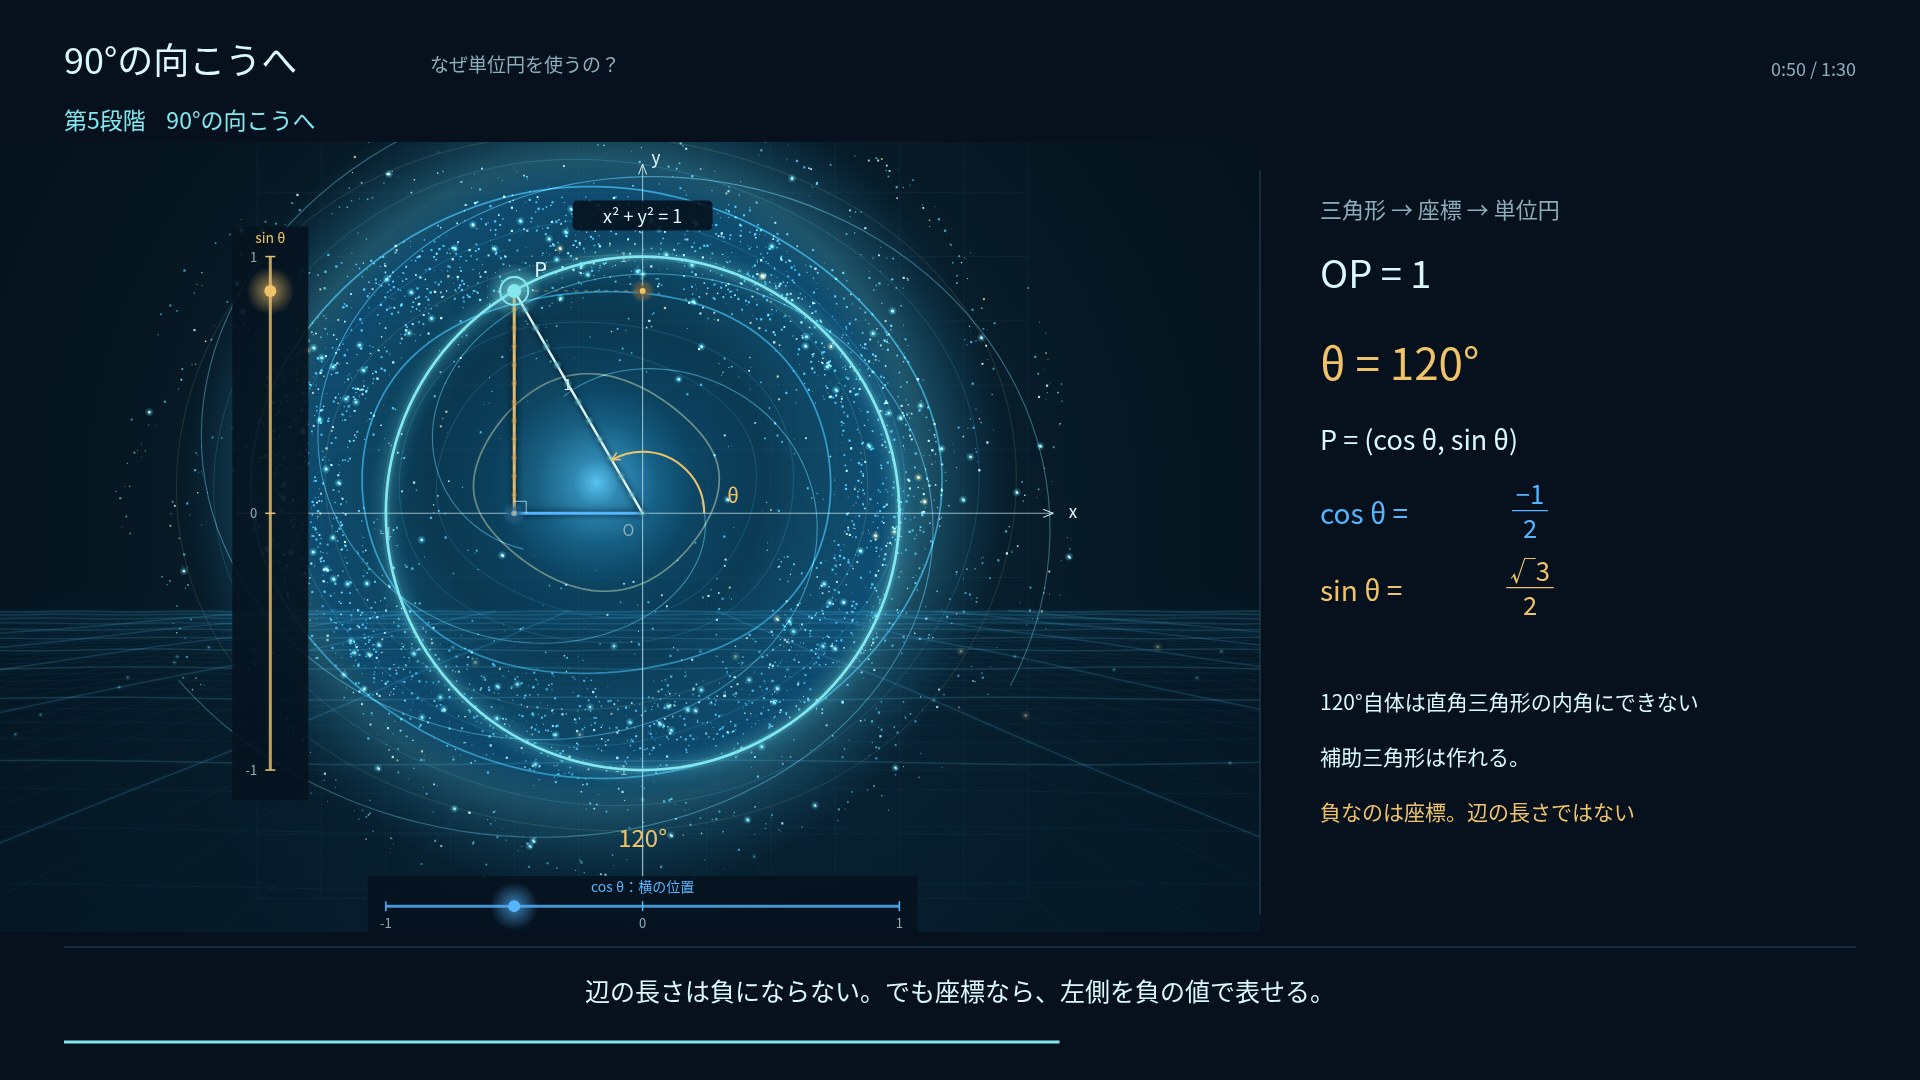 90°の向こうへ
なぜ単位円を使うの？
0:50 / 1:30
第5段階　90°の向こうへ
y
x² + y² = 1
sin θ
1
1
P
1
θ
0
x
O
-1
-1
-1
120°
cos θ：横の位置
-1
0
1
三角形 → 座標 → 単位円
OP = 1
θ = 120°
P = (cos θ, sin θ)
cos θ = −1/2
sin θ = √3/2
120°自体は直角三角形の内角にできない
補助三角形は作れる。
負なのは座標。辺の長さではない
辺の長さは負にならない。でも座標なら、左側を負の値で表せる。